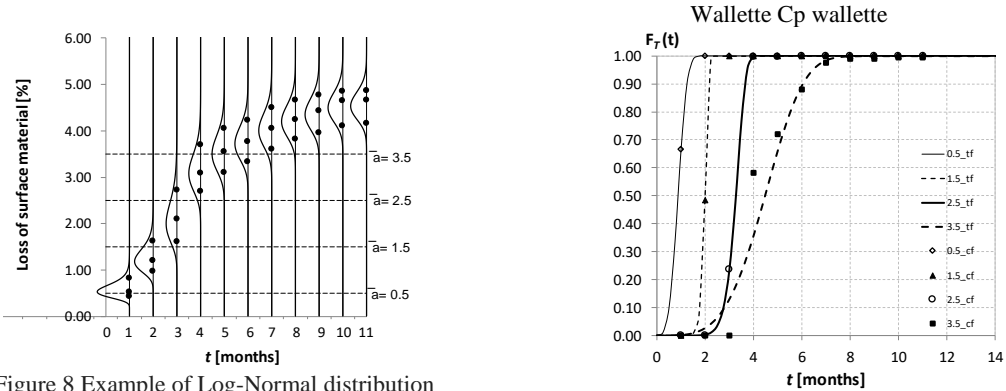 6.00
5.00
4.00
3.00
2.00
1.00
0.00
Loss of surface material [%]
a= 3.5
a= 2.5
a= 1.5
a= 0.5
0 1 2 3 4 5 6 7 8 9 10 11
t [months]
Figure 8 Example of Log-Normal distribution
Wallette Cp wallette
F_T (t)
1.00
0.90
0.80
0.70
0.60
0.50
0.40
0.30
0.20
0.10
0.00
0.5_tf
1.5_tf
2.5_tf
3.5_tf
0.5_cf
1.5_cf
2.5_cf
3.5_cf
0 2 4 6 8 10 12 14
t [months]